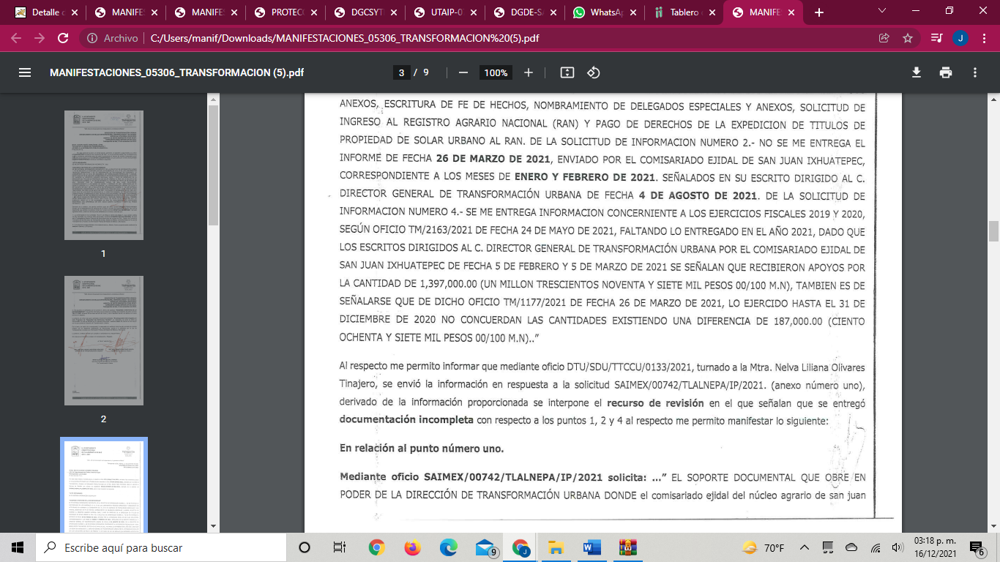 Detalle
MANIFES
MANIFES
PROTECC
DGCSYT
UTAIP-0
DGDE-SA
WhatsAp
Tablero
MANIFES
Archivo
C:/Users/manif/Downloads/MANIFESTACIONES_05306_TRANSFORMACION%20(5).pdf
J
MANIFESTACIONES_05306_TRANSFORMACION (5).pdf
3 / 9
100%
1
2
ANEXOS, ESCRITURA DE FE DE HECHOS, NOMBRAMIENTO DE DELEGADOS ESPECIALES Y ANEXOS, SOLICITUD DE
INGRESO AL REGISTRO AGRARIO NACIONAL (RAN) Y PAGO DE DERECHOS DE LA EXPEDICION DE TITULOS DE
PROPIEDAD DE SOLAR URBANO AL RAN. DE LA SOLICITUD DE INFORMACION NUMERO 2.- NO SE ME ENTREGA EL
INFORME DE FECHA 26 DE MARZO DE 2021, ENVIADO POR EL COMISARIADO EJIDAL DE SAN JUAN IXHUATEPEC,
CORRESPONDIENTE A LOS MESES DE ENERO Y FEBRERO DE 2021. SEÑALADOS EN SU ESCRITO DIRIGIDO AL C.
DIRECTOR GENERAL DE TRANSFORMACIÓN URBANA DE FECHA 4 DE AGOSTO DE 2021. DE LA SOLICITUD DE
INFORMACION NUMERO 4.- SE ME ENTREGA INFORMACION CONCERNIENTE A LOS EJERCICIOS FISCALES 2019 Y 2020,
SEGÚN OFICIO TM/2163/2021 DE FECHA 24 DE MAYO DE 2021, FALTANDO LO ENTREGADO EN EL AÑO 2021, DADO QUE
LOS ESCRITOS DIRIGIDOS AL C. DIRECTOR GENERAL DE TRANSFORMACIÓN URBANA POR EL COMISARIADO EJIDAL DE
SAN JUAN IXHUATEPEC DE FECHA 5 DE FEBRERO Y 5 DE MARZO DE 2021 SE SEÑALAN QUE RECIBIERON APOYOS POR
LA CANTIDAD DE 1,397,000.00 (UN MILLON TRESCIENTOS NOVENTA Y SIETE MIL PESOS 00/100 M.N), TAMBIEN ES DE
SEÑALARSE QUE DE DICHO OFICIO TM/1177/2021 DE FECHA 26 DE MARZO DE 2021, LO EJERCIDO HASTA EL 31 DE
DICIEMBRE DE 2020 NO CONCUERDAN LAS CANTIDADES EXISTIENDO UNA DIFERENCIA DE 187,000.00 (CIENTO
OCHENTA Y SIETE MIL PESOS 00/100 M.N)..”
Al respecto me permito informar que mediante oficio DTU/SDU/TTCCU/0133/2021, turnado a la Mtra. Nelva Liliana Olivares
Tinajero, se envió la información en respuesta a la solicitud SAIMEX/00742/TLALNEPA/IP/2021. (anexo número uno),
derivado de la información proporcionada se interpone el recurso de revisión en el que señalan que se entregó
documentación incompleta con respecto a los puntos 1, 2 y 4 al respecto me permito manifestar lo siguiente:
En relación al punto número uno.
Mediante oficio SAIMEX/00742/TLALNEPA/IP/2021 solicita: ...” EL SOPORTE DOCUMENTAL QUE OBRE EN
PODER DE LA DIRECCIÓN DE TRANSFORMACIÓN URBANA DONDE el comisariado ejidal del núcleo agrario de san juan
Escribe aquí para buscar
9
J
70°F
03:18 p. m.
16/12/2021
6